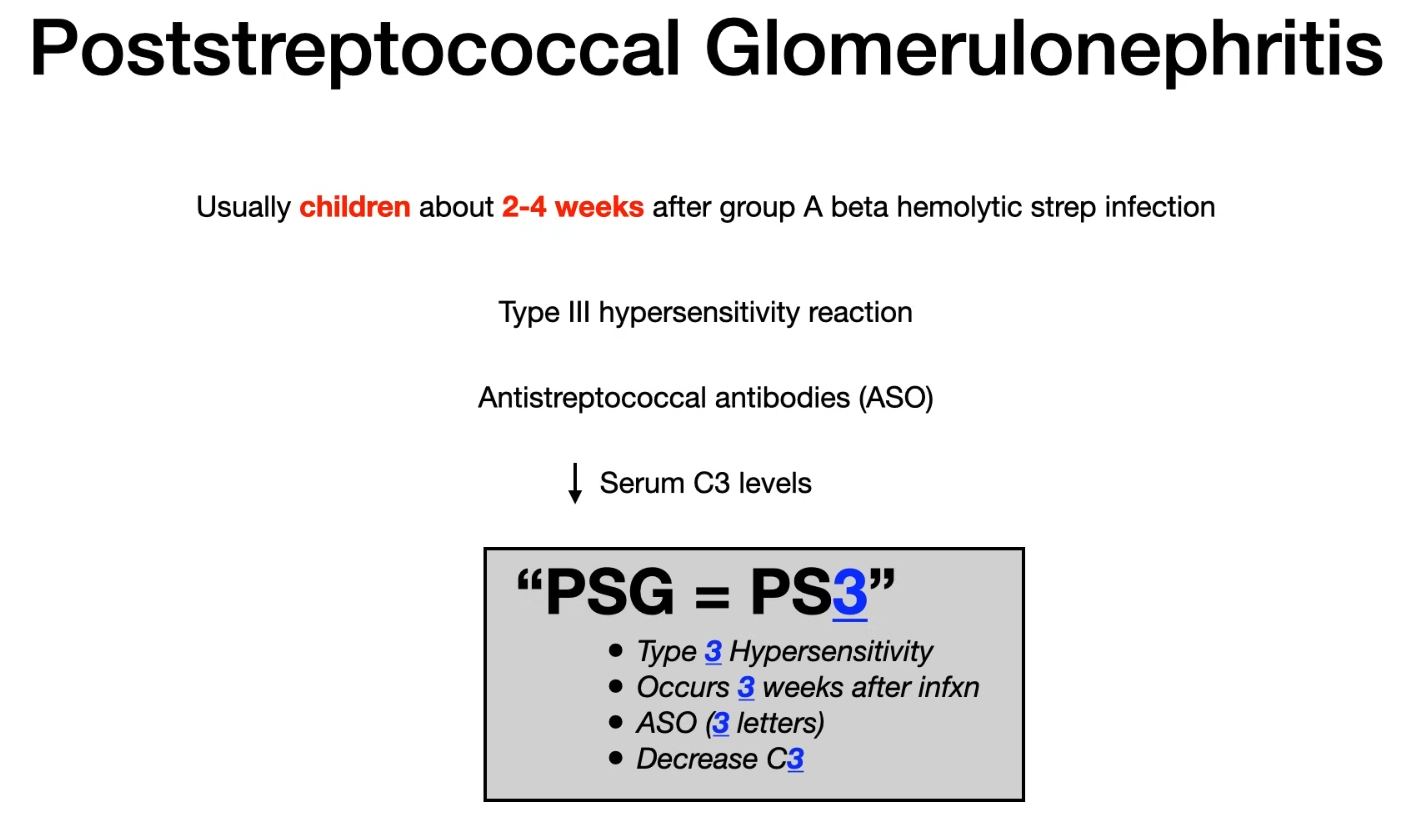 Poststreptococcal Glomerulonephritis
Usually children about 2-4 weeks after group A beta hemolytic strep infection
Type III hypersensitivity reaction
Antistreptococcal antibodies (ASO)
↓ Serum C3 levels
“PSG = PS3”
• Type 3 Hypersensitivity
• Occurs 3 weeks after infxn
• ASO (3 letters)
• Decrease C3